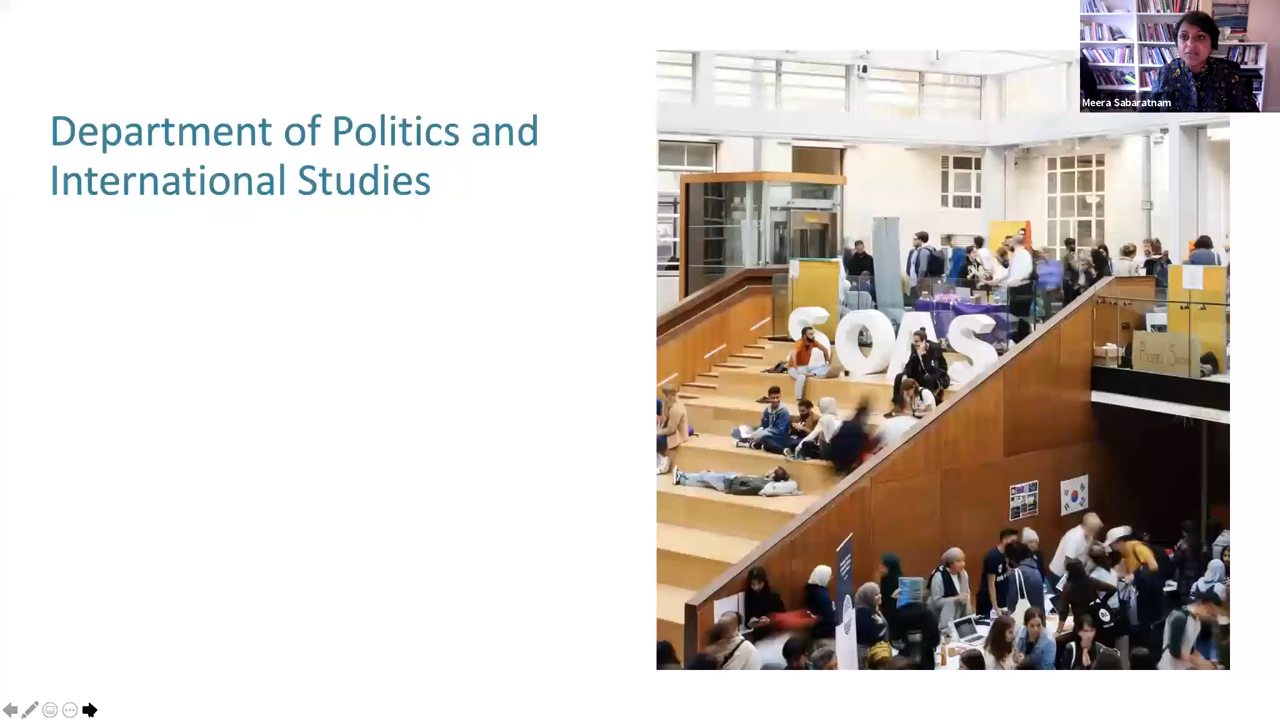 Department of Politics and
International Studies
Meera Sabaratnam
SOAS